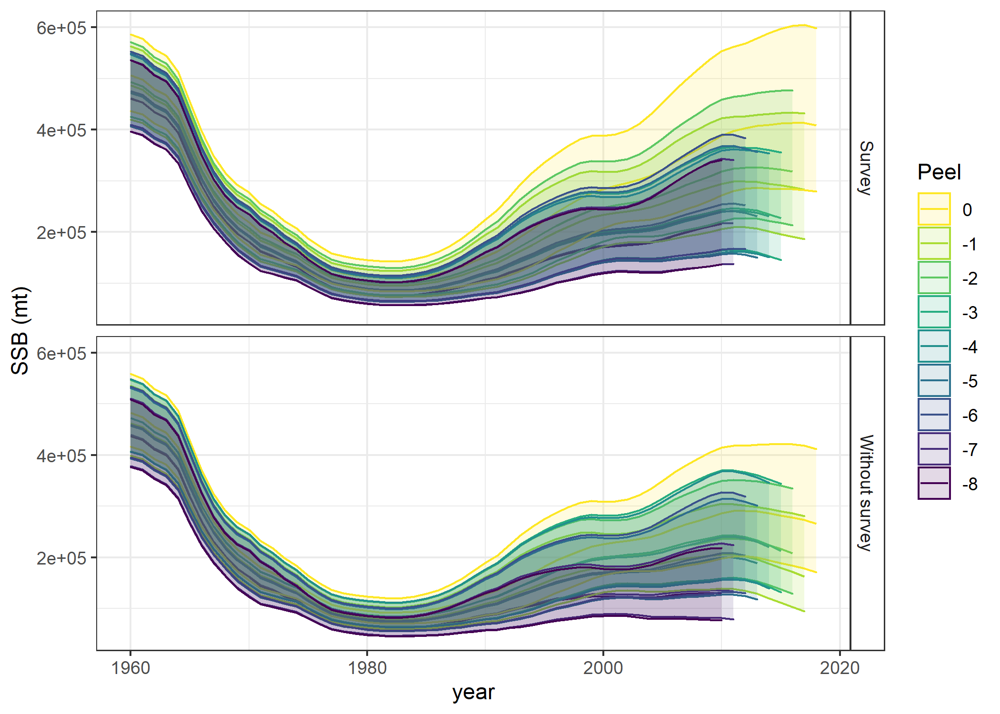 SSB (mt)
6e+05
4e+05
2e+05
Survey
6e+05
4e+05
2e+05
Without survey
1960
1980
2000
2020
year
Peel
0
-1
-2
-3
-4
-5
-6
-7
-8